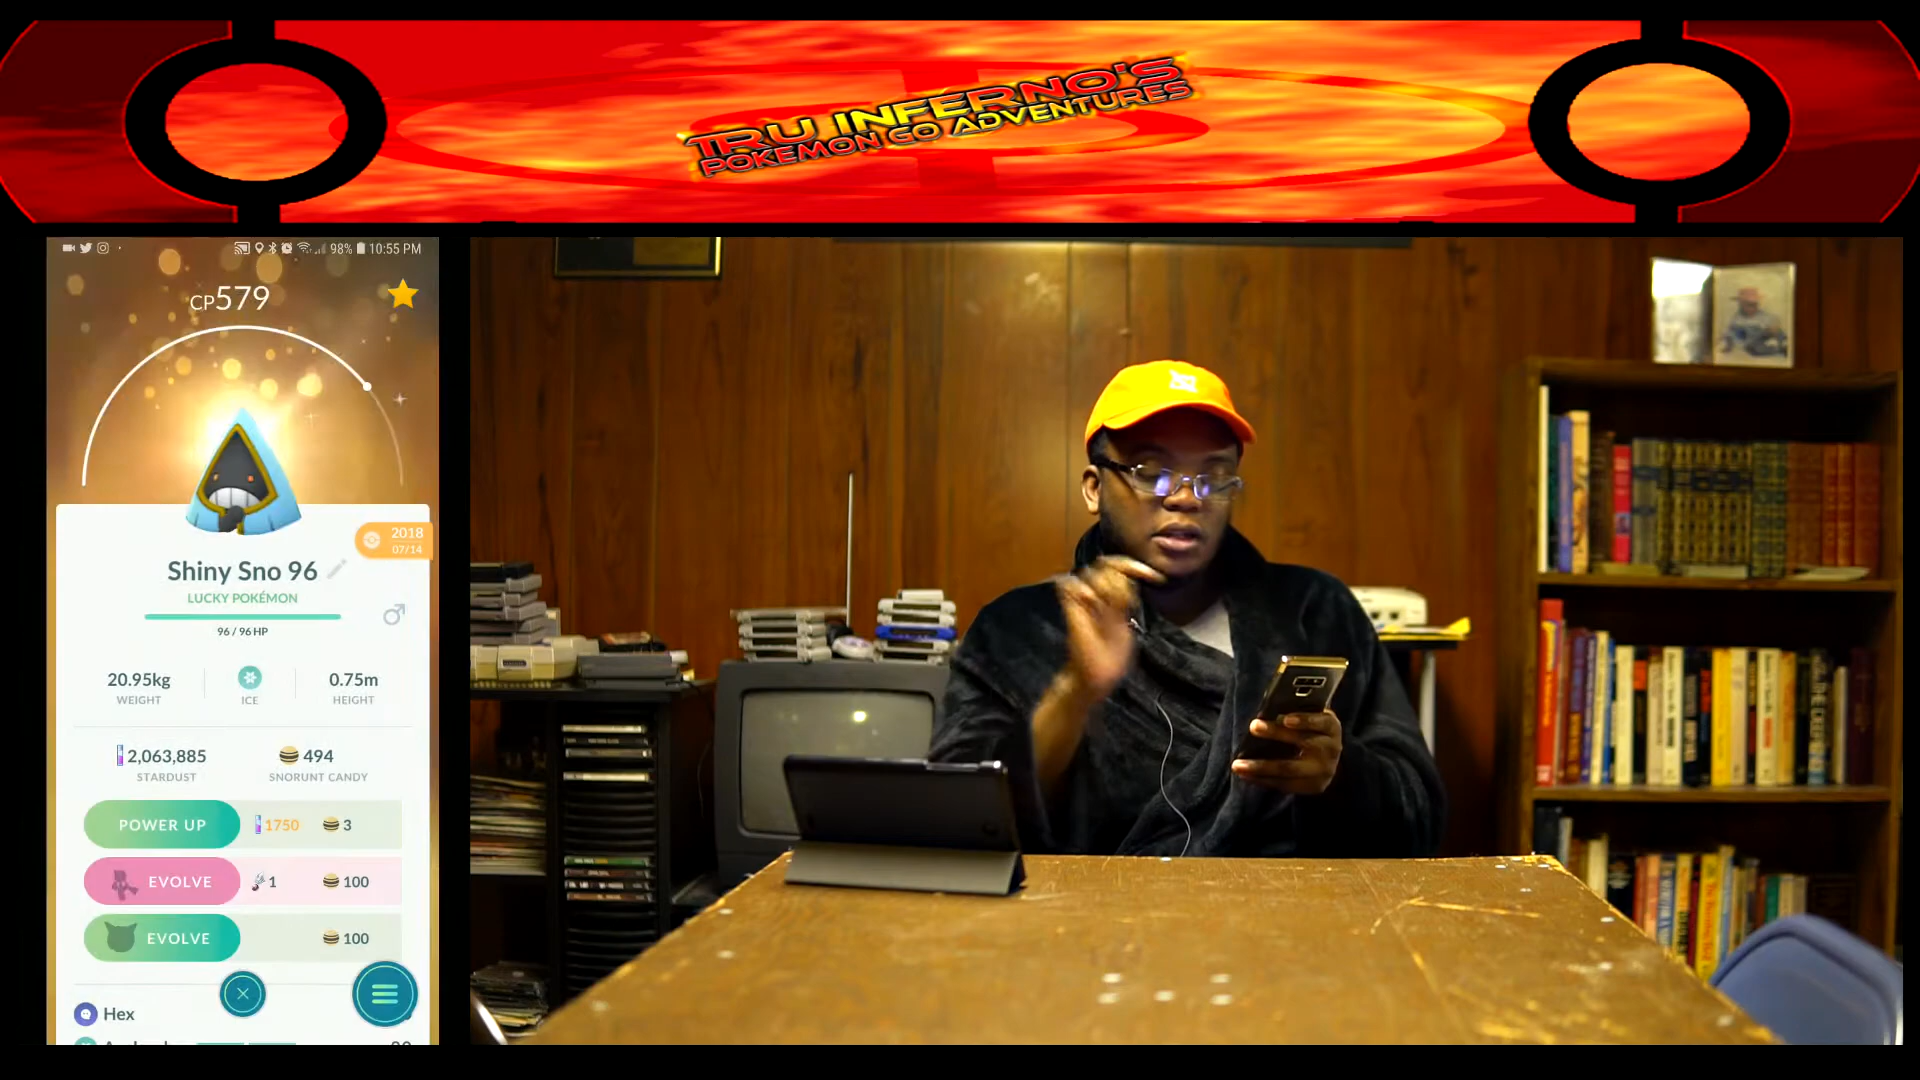 TRU INFERNO'S
POKEMON GO ADVENTURES
98% 10:55 PM
CP579
2018
07/14
Shiny Sno 96
LUCKY POKÉMON
96 / 96 HP
20.95kg
WEIGHT
ICE
0.75m
HEIGHT
2,063,885
STARDUST
494
SNORUNT CANDY
POWER UP 1750 3
EVOLVE 1 100
EVOLVE 100
Hex